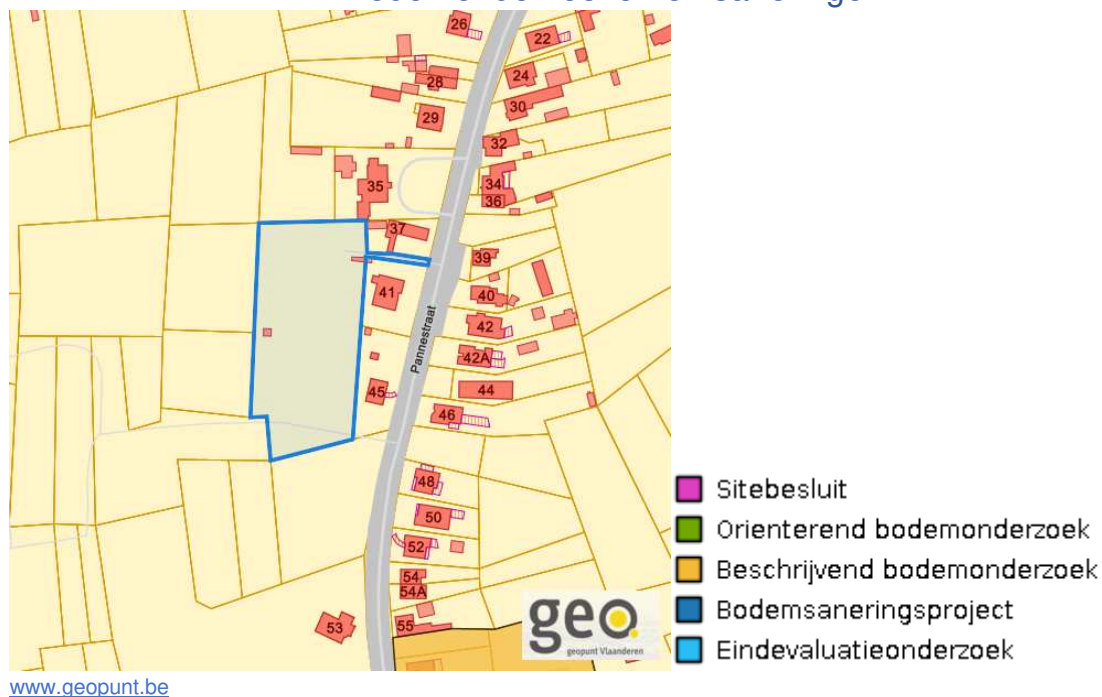 26
22
28
24
30
29
32
35
34
36
37
39
41
40
42
Pannestraat
42A
45
44
46
48
50
52
54
54A
53
55
geo
geopunt Vlaanderen
Sitebesluit
Orienterend bodemonderzoek
Beschrijvend bodemonderzoek
Bodemsaneringsproject
Eindevaluatieonderzoek
www.geopunt.be